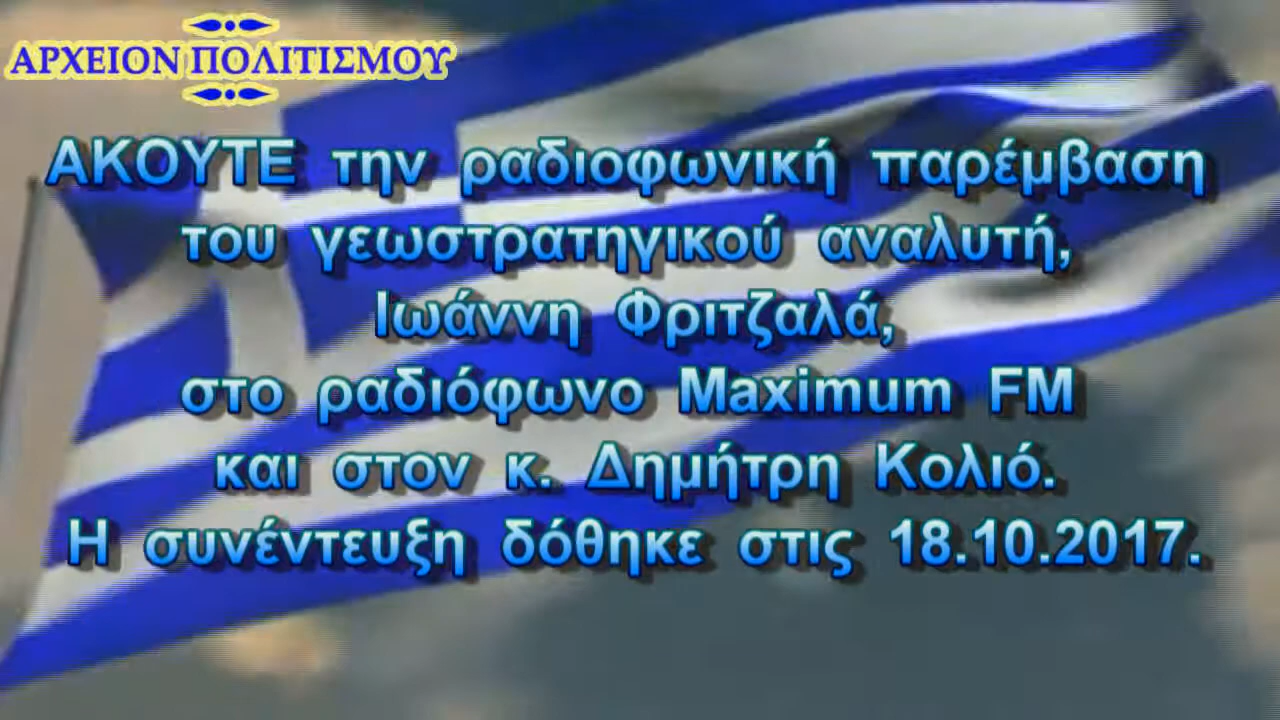 ΑΡΧΕΙΟΝ ΠΟΛΙΤΙΣΜΟΥ
ΑΚΟΥΤΕ την ραδιοφωνική παρέμβαση
του γεωστρατηγικού αναλυτή,
Ιωάννη Φριτζαλά,
στο ραδιόφωνο Maximum FM
και στον κ. Δημήτρη Κολιό.
Η συνέντευξη δόθηκε στις 18.10.2017.